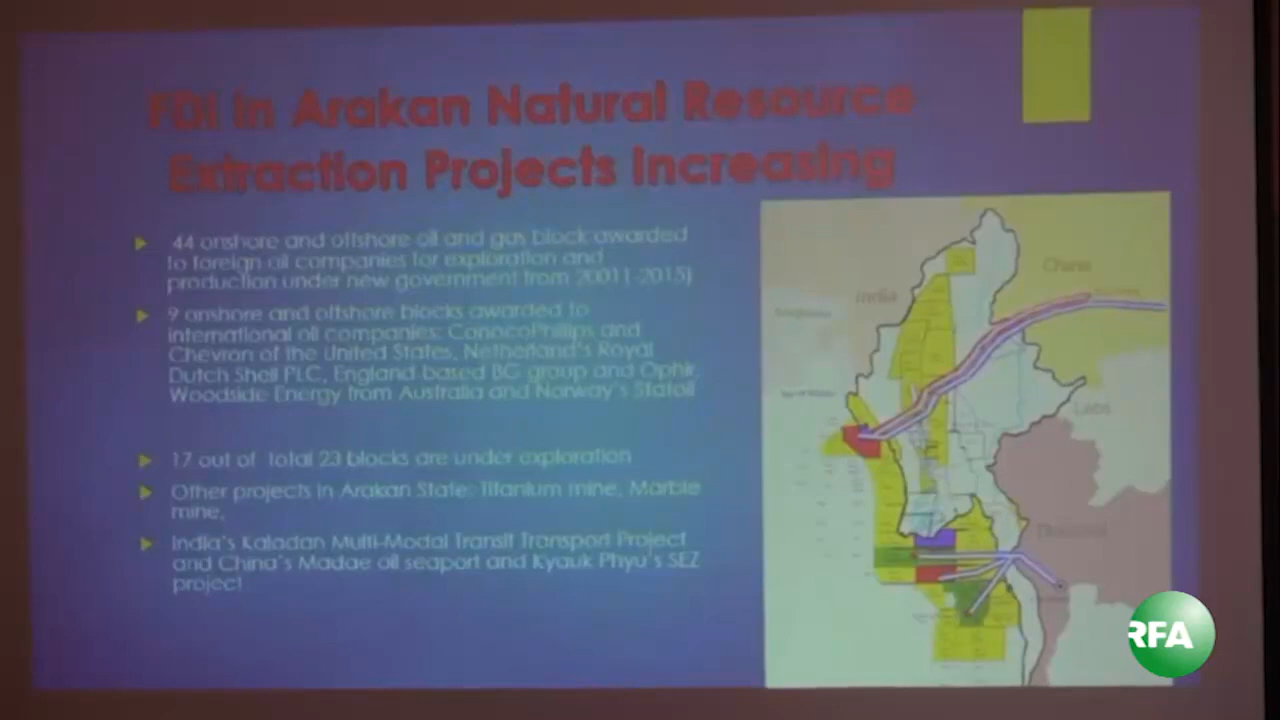 FDI in Arakan Natural Resource
Extraction Projects Increasing
44 onshore and offshore oil and gas block awarded
to foreign oil companies for exploration and
production under new government from (20011-2015)
9 onshore and offshore blocks awarded to
international oil companies: ConocoPhillips and
Chevron of the United States, Netherland's Royal
Dutch Shell PLC, England based BG group and Ophir,
Woodside Energy from Australia and Norway's Statoil
17 out of total 23 blocks are under exploration
Other projects in Arakan State: Titanium mine, Marble
mine,
India's Kaladan Multi-Modal Transit Transport Project
and China's Madae oil seaport and Kyauk Phyu's SEZ
project
China
India
Laos
Thailand
RFA